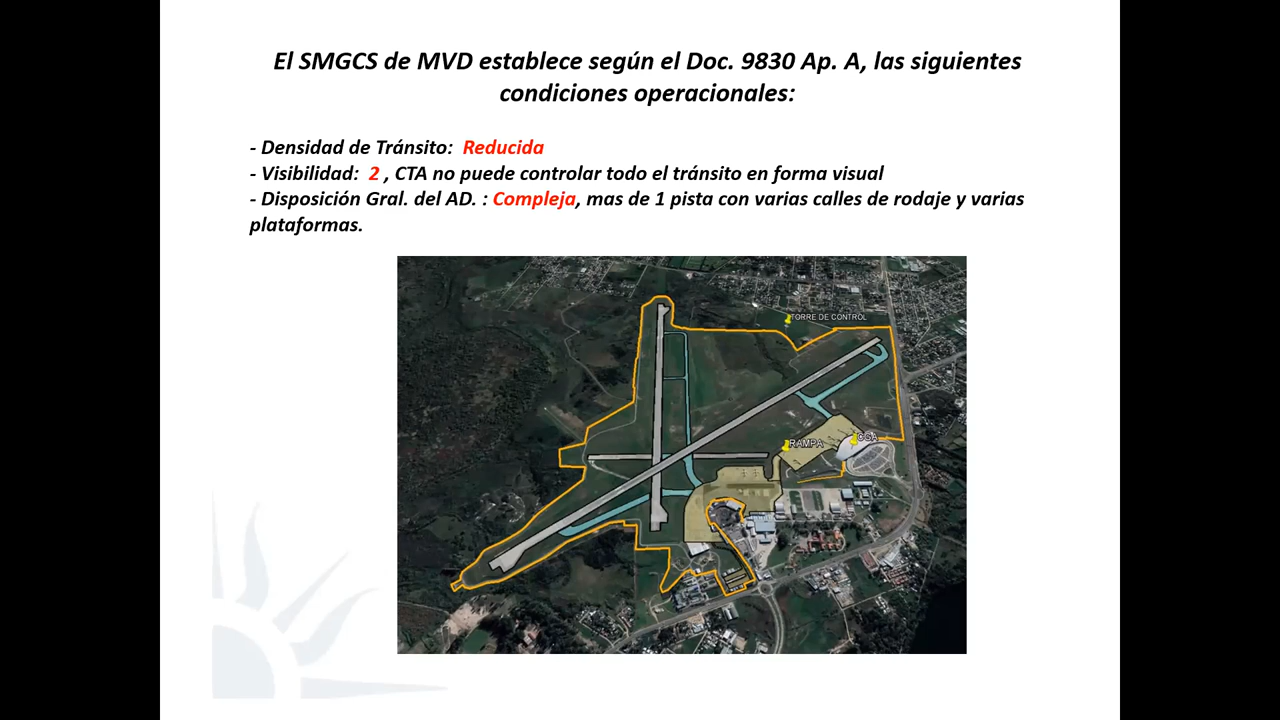 El SMGCS de MVD establece según el Doc. 9830 Ap. A, las siguientes
condiciones operacionales:
- Densidad de Tránsito: Reducida
- Visibilidad: 2 , CTA no puede controlar todo el tránsito en forma visual
- Disposición Gral. del AD. : Compleja, mas de 1 pista con varias calles de rodaje y varias
plataformas.
TORRE DE CONTROL
RAMPA
CGA